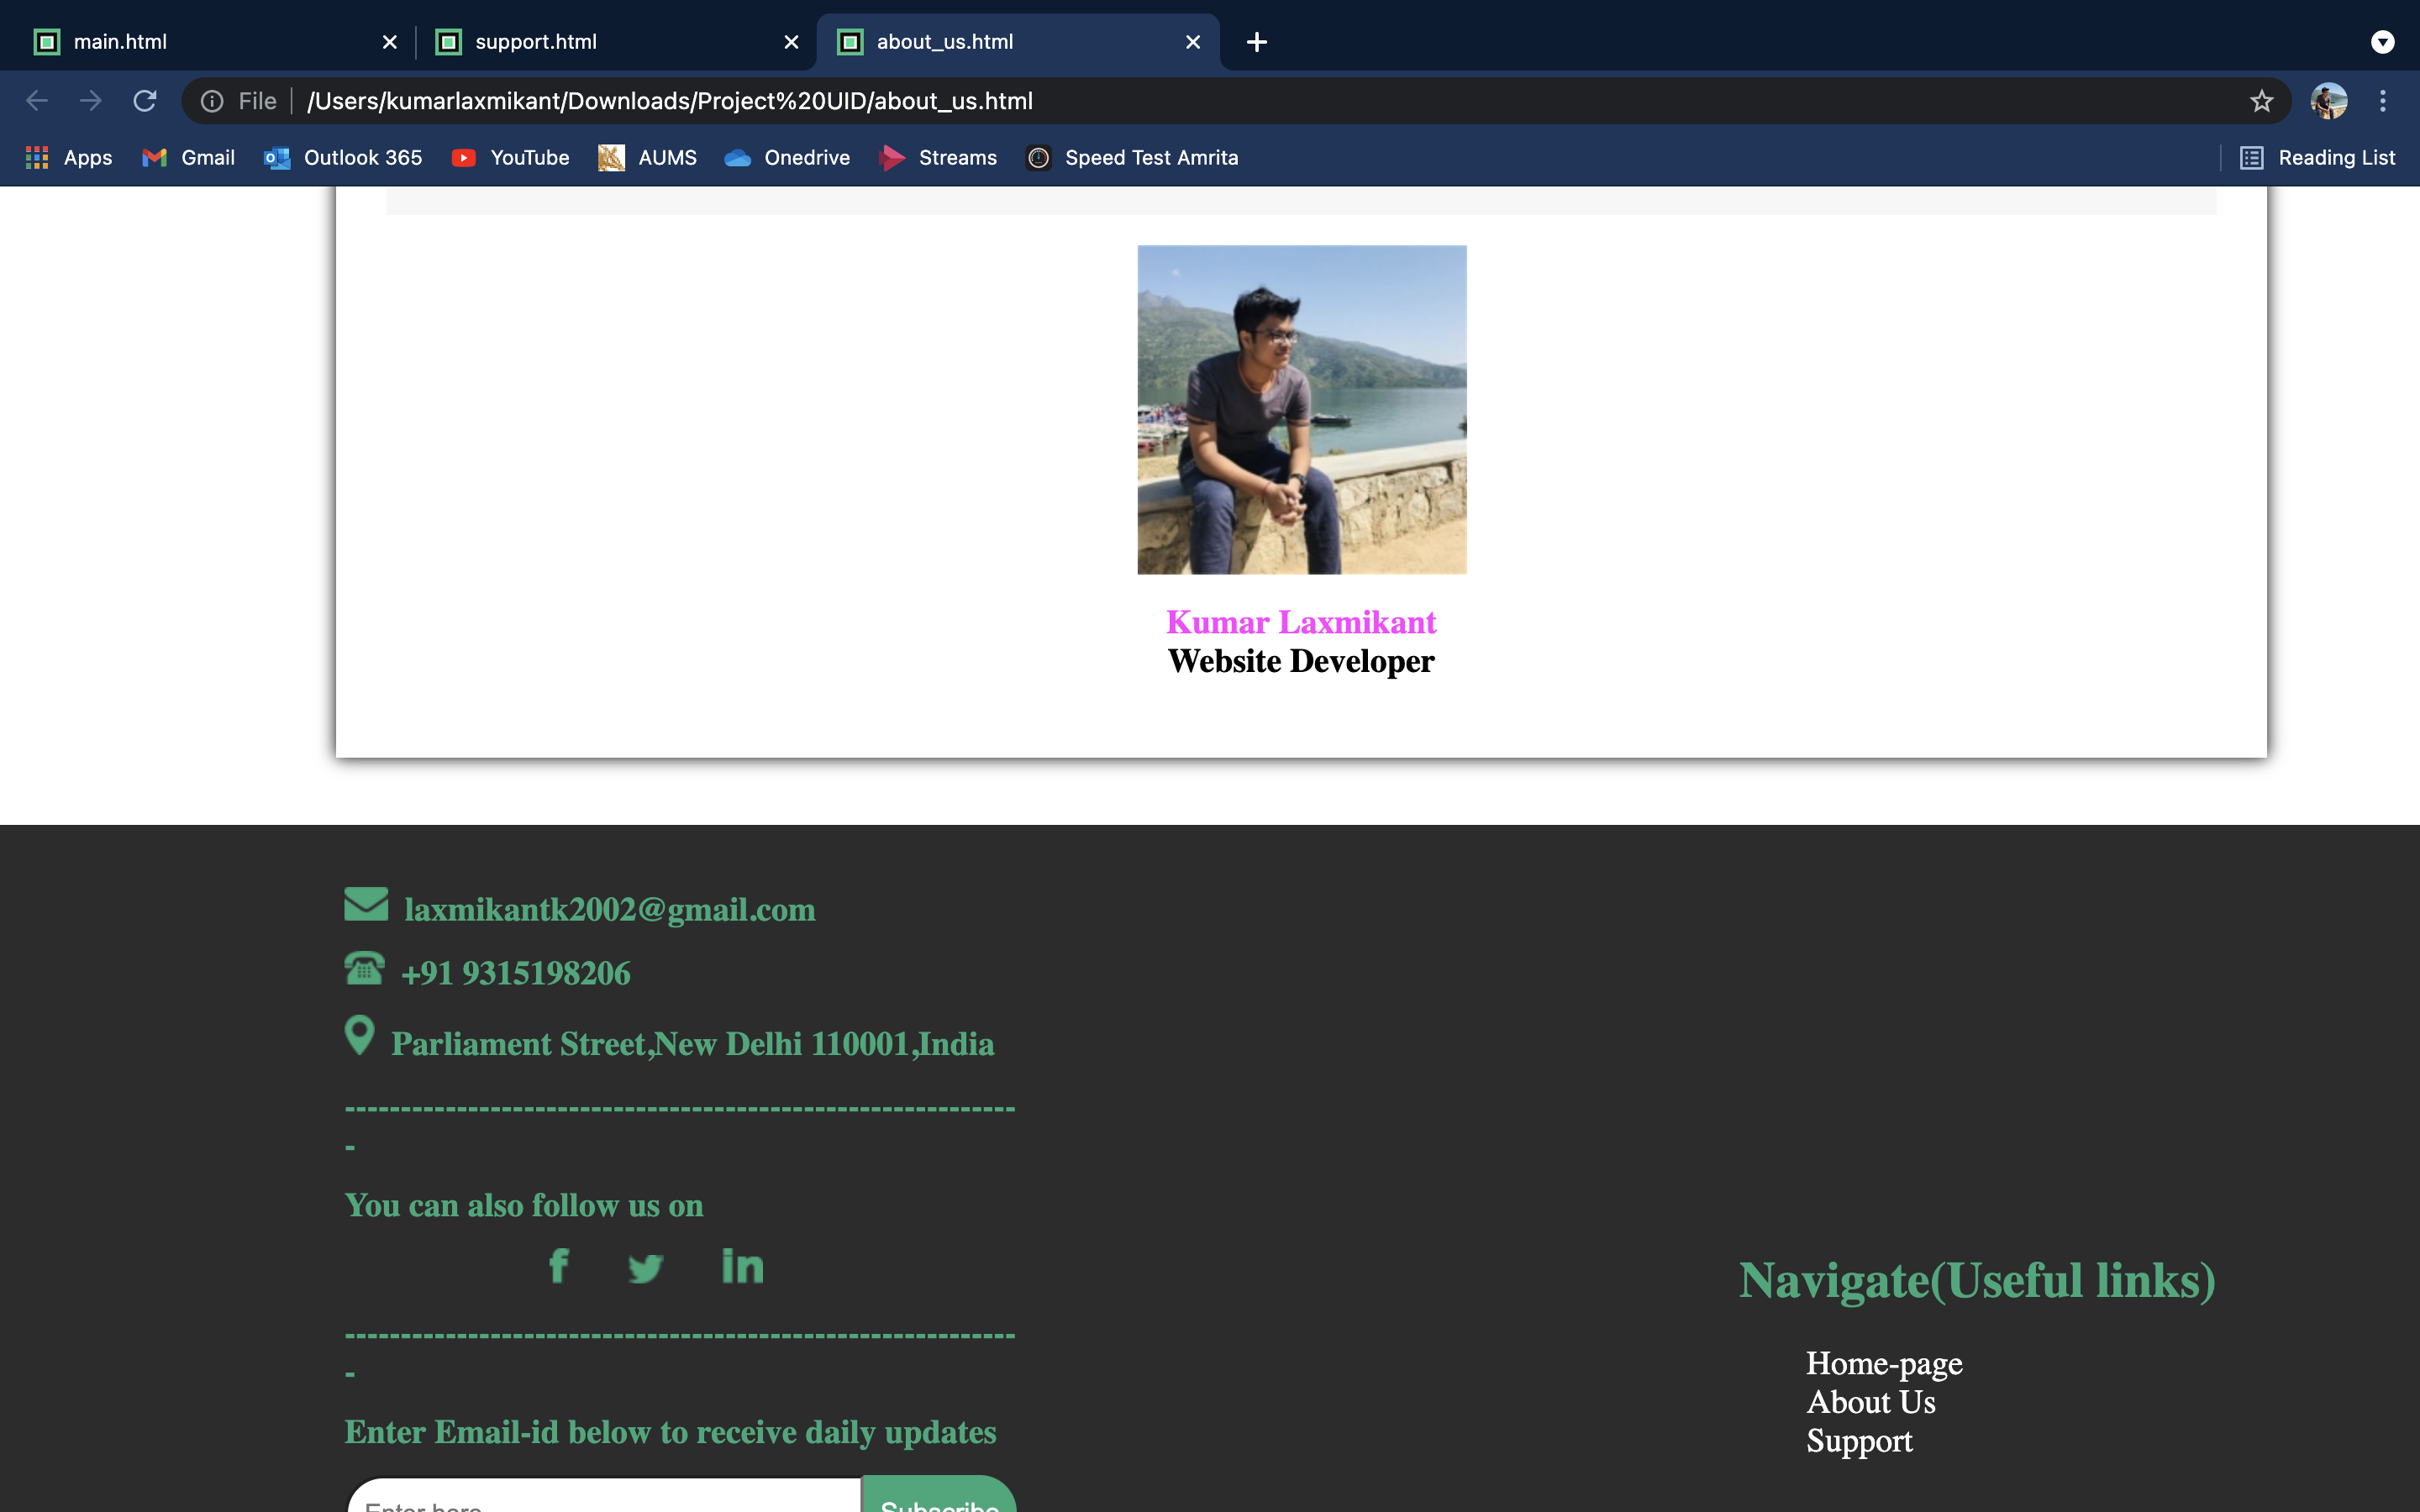 main.html
support.html
about_us.html
File
/Users/kumarlaxmikant/Downloads/Project%20UID/about_us.html
Apps
Gmail
Outlook 365
YouTube
AUMS
Onedrive
Streams
Speed Test Amrita
Reading List
Kumar Laxmikant
Website Developer
laxmikantk2002@gmail.com
+91 9315198206
Parliament Street,New Delhi 110001,India
------------------------------------------------------------
-
You can also follow us on
f
in
------------------------------------------------------------
-
Enter Email-id below to receive daily updates
Enter here
Subscribe
Navigate(Useful links)
Home-page
About Us
Support